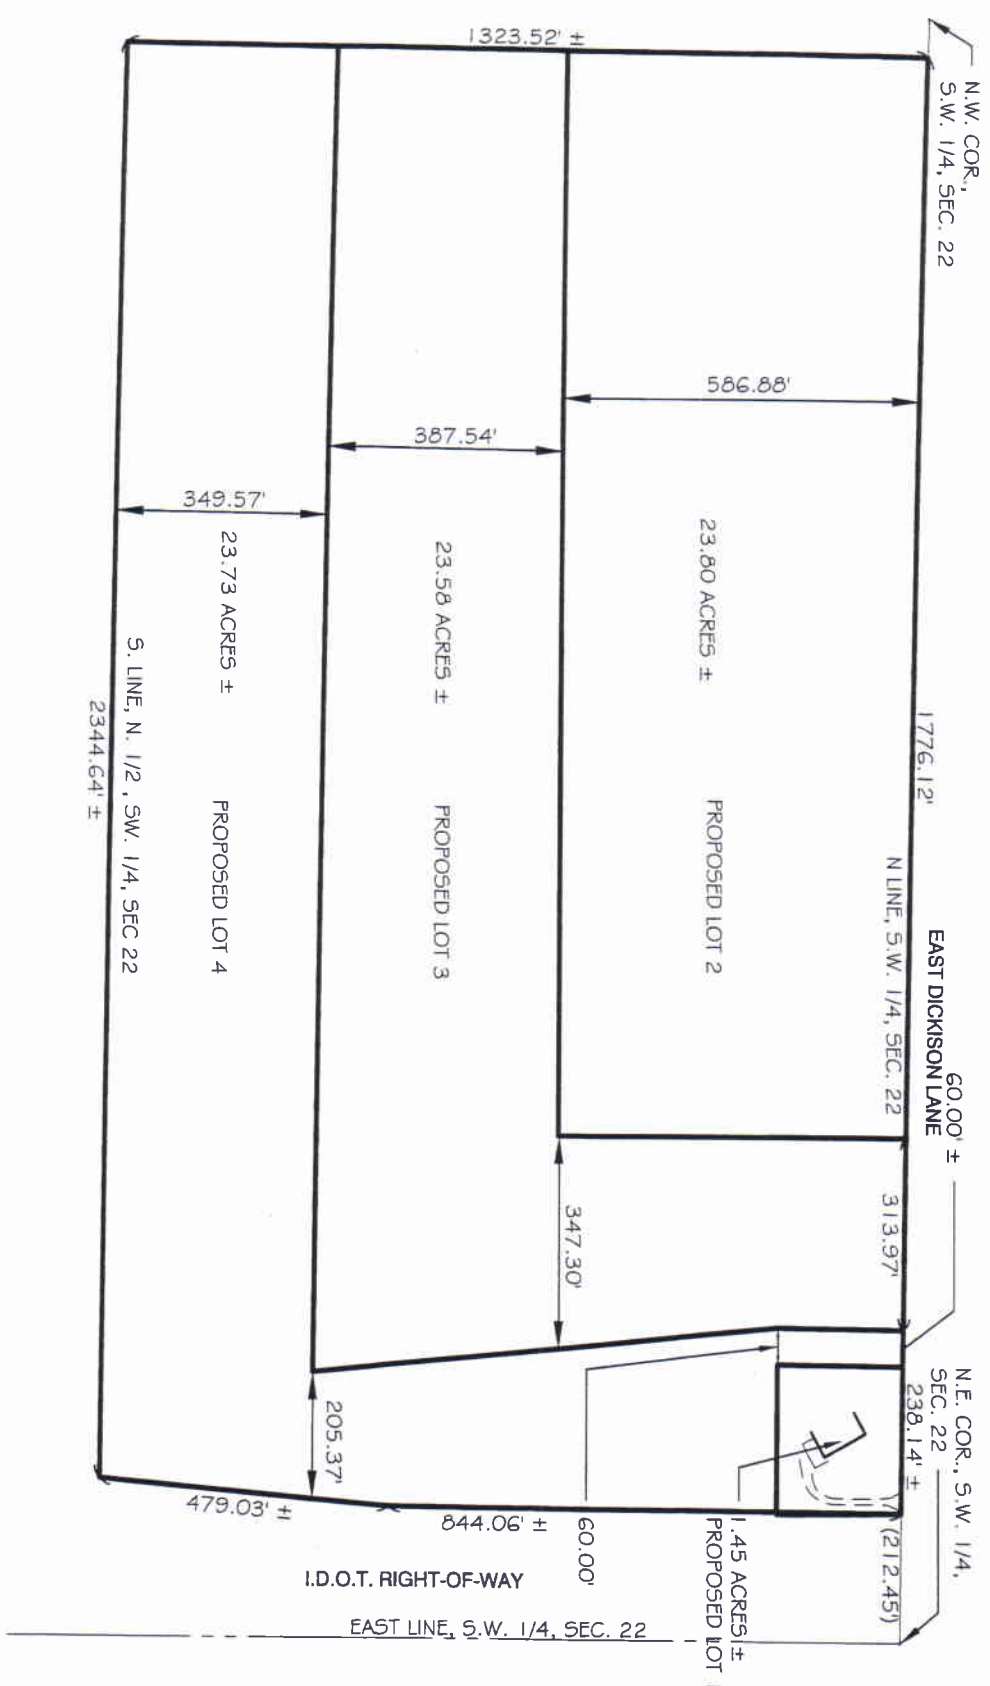 N.W. COR.,
S.W. 1/4, SEC. 22
1323.52' ±
1776.12'
N LINE, S.W. 1/4, SEC. 22
EAST DICKISON LANE
60.00' ±
313.97'
N.E. COR., S.W. 1/4,
SEC. 22
238.14' ±
(212.45')
586.88'
23.80 ACRES ±
PROPOSED LOT 2
387.54'
23.58 ACRES ±
PROPOSED LOT 3
347.30'
349.57'
23.73 ACRES ±
PROPOSED LOT 4
205.37'
S. LINE, N. 1/2 , SW. 1/4, SEC 22
2344.64' ±
479.03' ±
844.06' ±
60.00'
1.45 ACRES ±
PROPOSED LOT
I.D.O.T. RIGHT-OF-WAY
EAST LINE, S.W. 1/4, SEC. 22